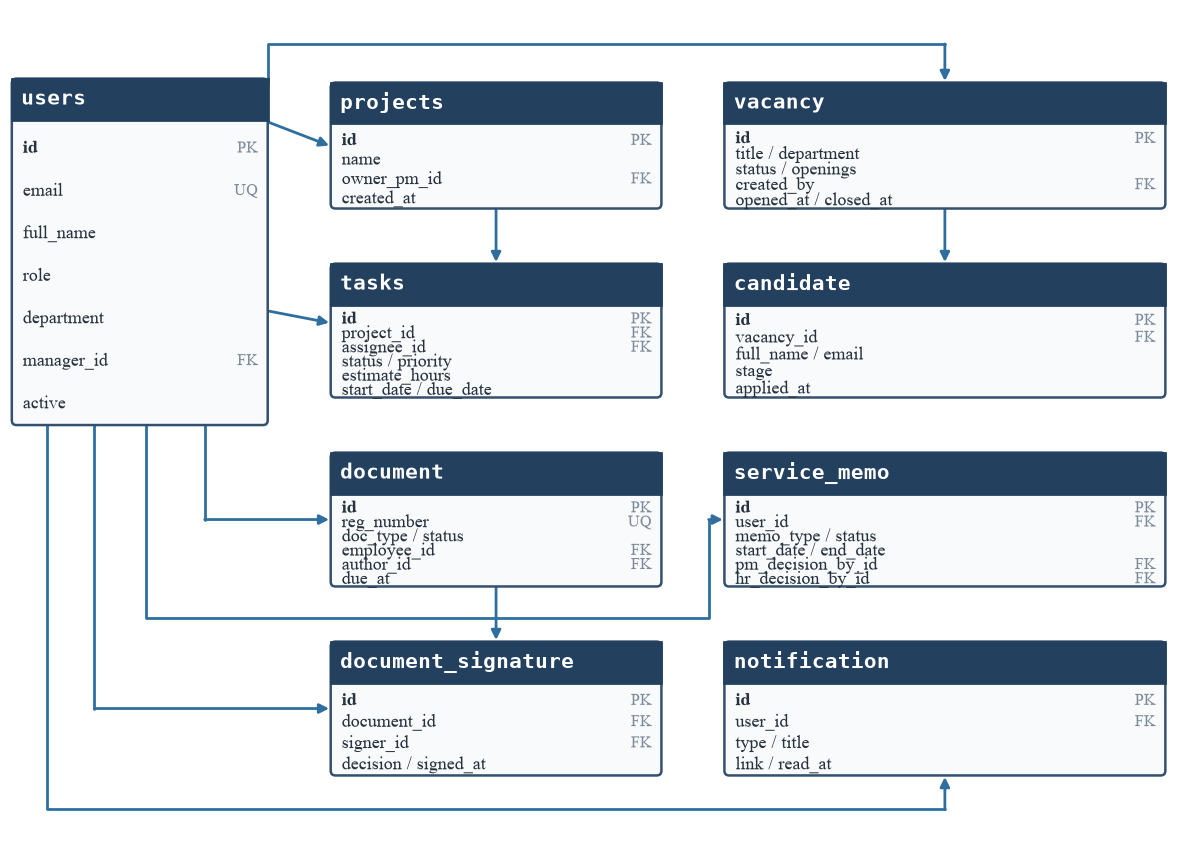 users
id PK
email UQ
full_name
role
department
manager_id FK
active
projects
id PK
name
owner_pm_id FK
created_at
vacancy
id PK
title / department
status / openings
created_by FK
opened_at / closed_at
tasks
id PK
project_id FK
assignee_id FK
status / priority
estimate_hours
start_date / due_date
candidate
id PK
vacancy_id FK
full_name / email
stage
applied_at
document
id PK
reg_number UQ
doc_type / status
employee_id FK
author_id FK
due_at
service_memo
id PK
user_id FK
memo_type / status
start_date / end_date
pm_decision_by_id FK
hr_decision_by_id FK
document_signature
id PK
document_id FK
signer_id FK
decision / signed_at
notification
id PK
user_id FK
type / title
link / read_at